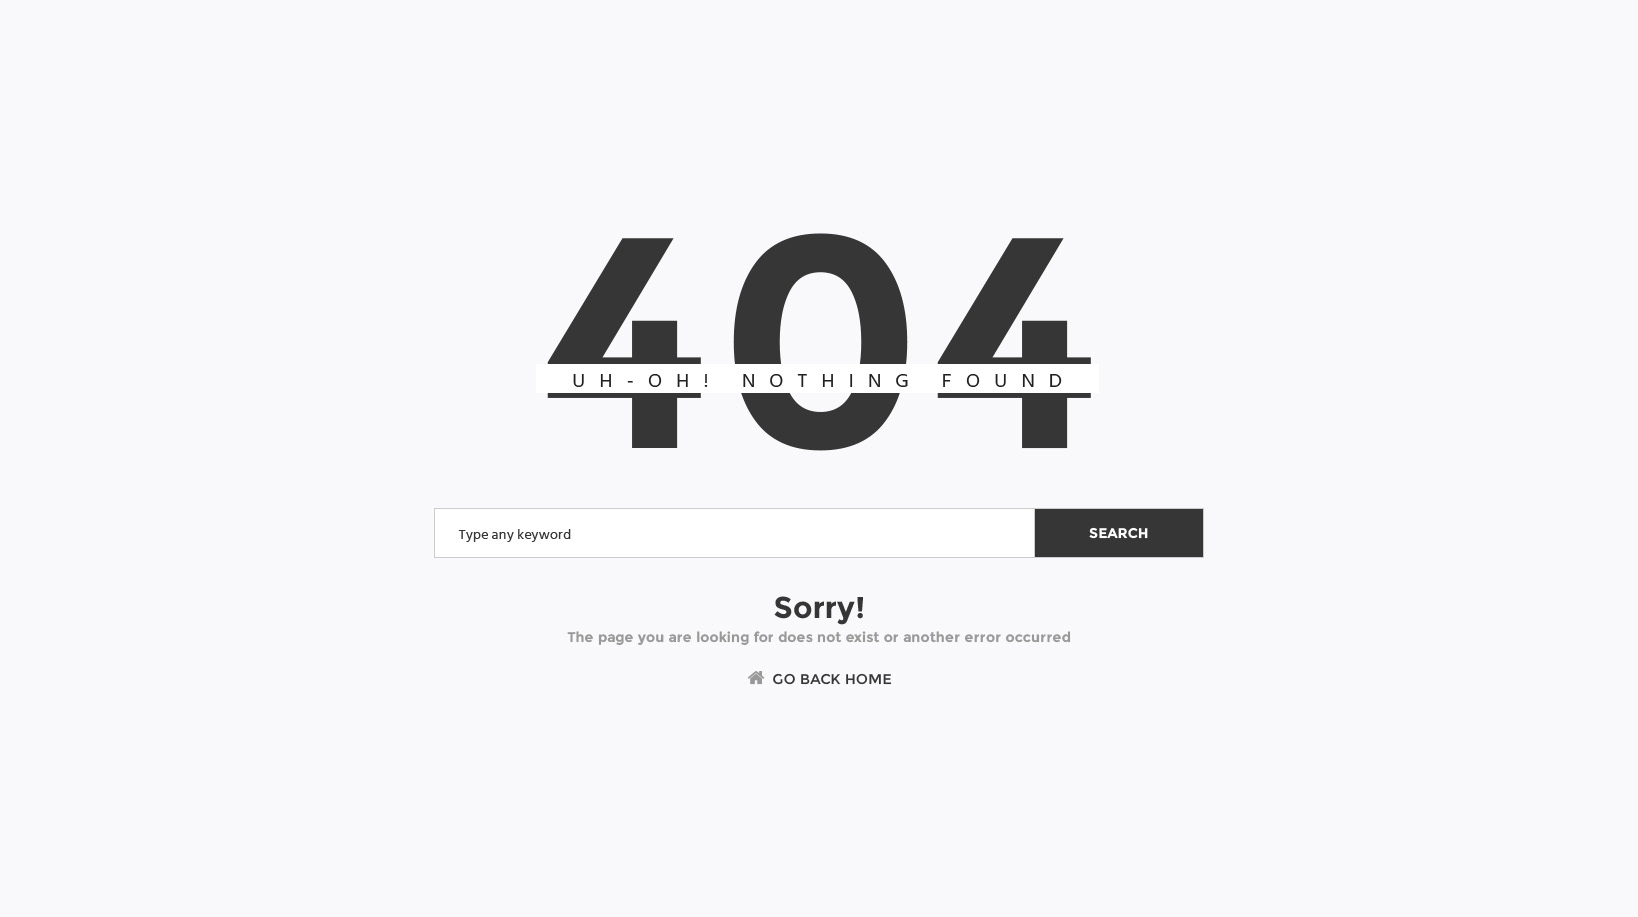 404
UH-OH! NOTHING FOUND
Type any keyword
SEARCH
Sorry!
The page you are looking for does not exist or another error occurred
GO BACK HOME